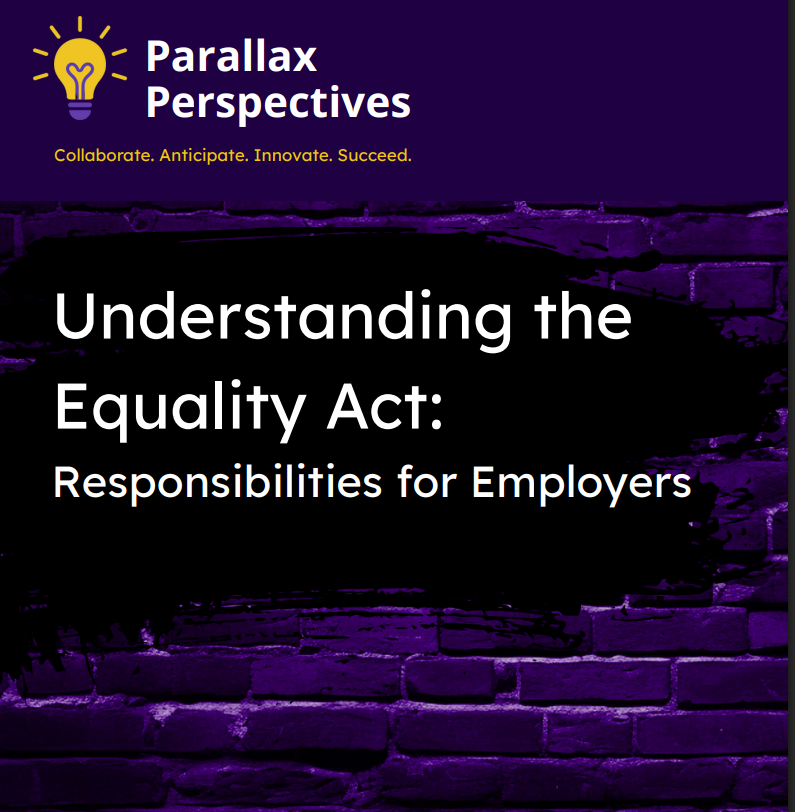 Parallax
Perspectives
Collaborate. Anticipate. Innovate. Succeed.
Understanding the
Equality Act:
Responsibilities for Employers